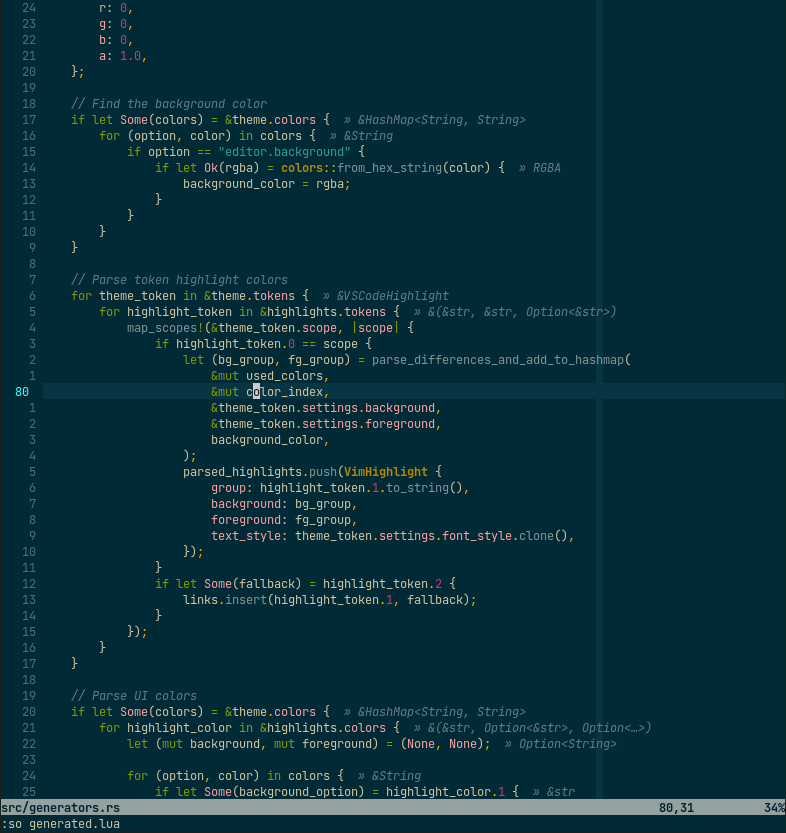 24         r: 0,
23         g: 0,
22         b: 0,
21         a: 1.0,
20     };
19
18     // Find the background color
17     if let Some(colors) = &theme.colors {  » &HashMap<String, String>
16         for (option, color) in colors {  » &String
15             if option == "editor.background" {
14                 if let Ok(rgba) = colors::from_hex_string(color) {  » RGBA
13                     background_color = rgba;
12                 }
11             }
10         }
9     }
8
7     // Parse token highlight colors
6     for theme_token in &theme.tokens {  » &VSCodeHighlight
5         for highlight_token in &highlights.tokens {  » &(&str, &str, Option<&str>)
4             map_scopes!(&theme_token.scope, |scope| {
3                 if highlight_token.0 == scope {
2                     let (bg_group, fg_group) = parse_differences_and_add_to_hashmap(
1                         &mut used_colors,
80                         &mut color_index,
1                         &theme_token.settings.background,
2                         &theme_token.settings.foreground,
3                         background_color,
4                     );
5                     parsed_highlights.push(VimHighlight {
6                         group: highlight_token.1.to_string(),
7                         background: bg_group,
8                         foreground: fg_group,
9                         text_style: theme_token.settings.font_style.clone(),
10                     });
11                 }
12                 if let Some(fallback) = highlight_token.2 {
13                     links.insert(highlight_token.1, fallback);
14                 }
15             });
16         }
17     }
18
19     // Parse UI colors
20     if let Some(colors) = &theme.colors {  » &HashMap<String, String>
21         for highlight_color in &highlights.colors {  » &(&str, Option<&str>, Option<…>)
22             let (mut background, mut foreground) = (None, None);  » Option<String>
23
24             for (option, color) in colors {  » &String
25                 if let Some(background_option) = highlight_color.1 {  » &str
src/generators.rs 80,31 34%
:so generated.lua